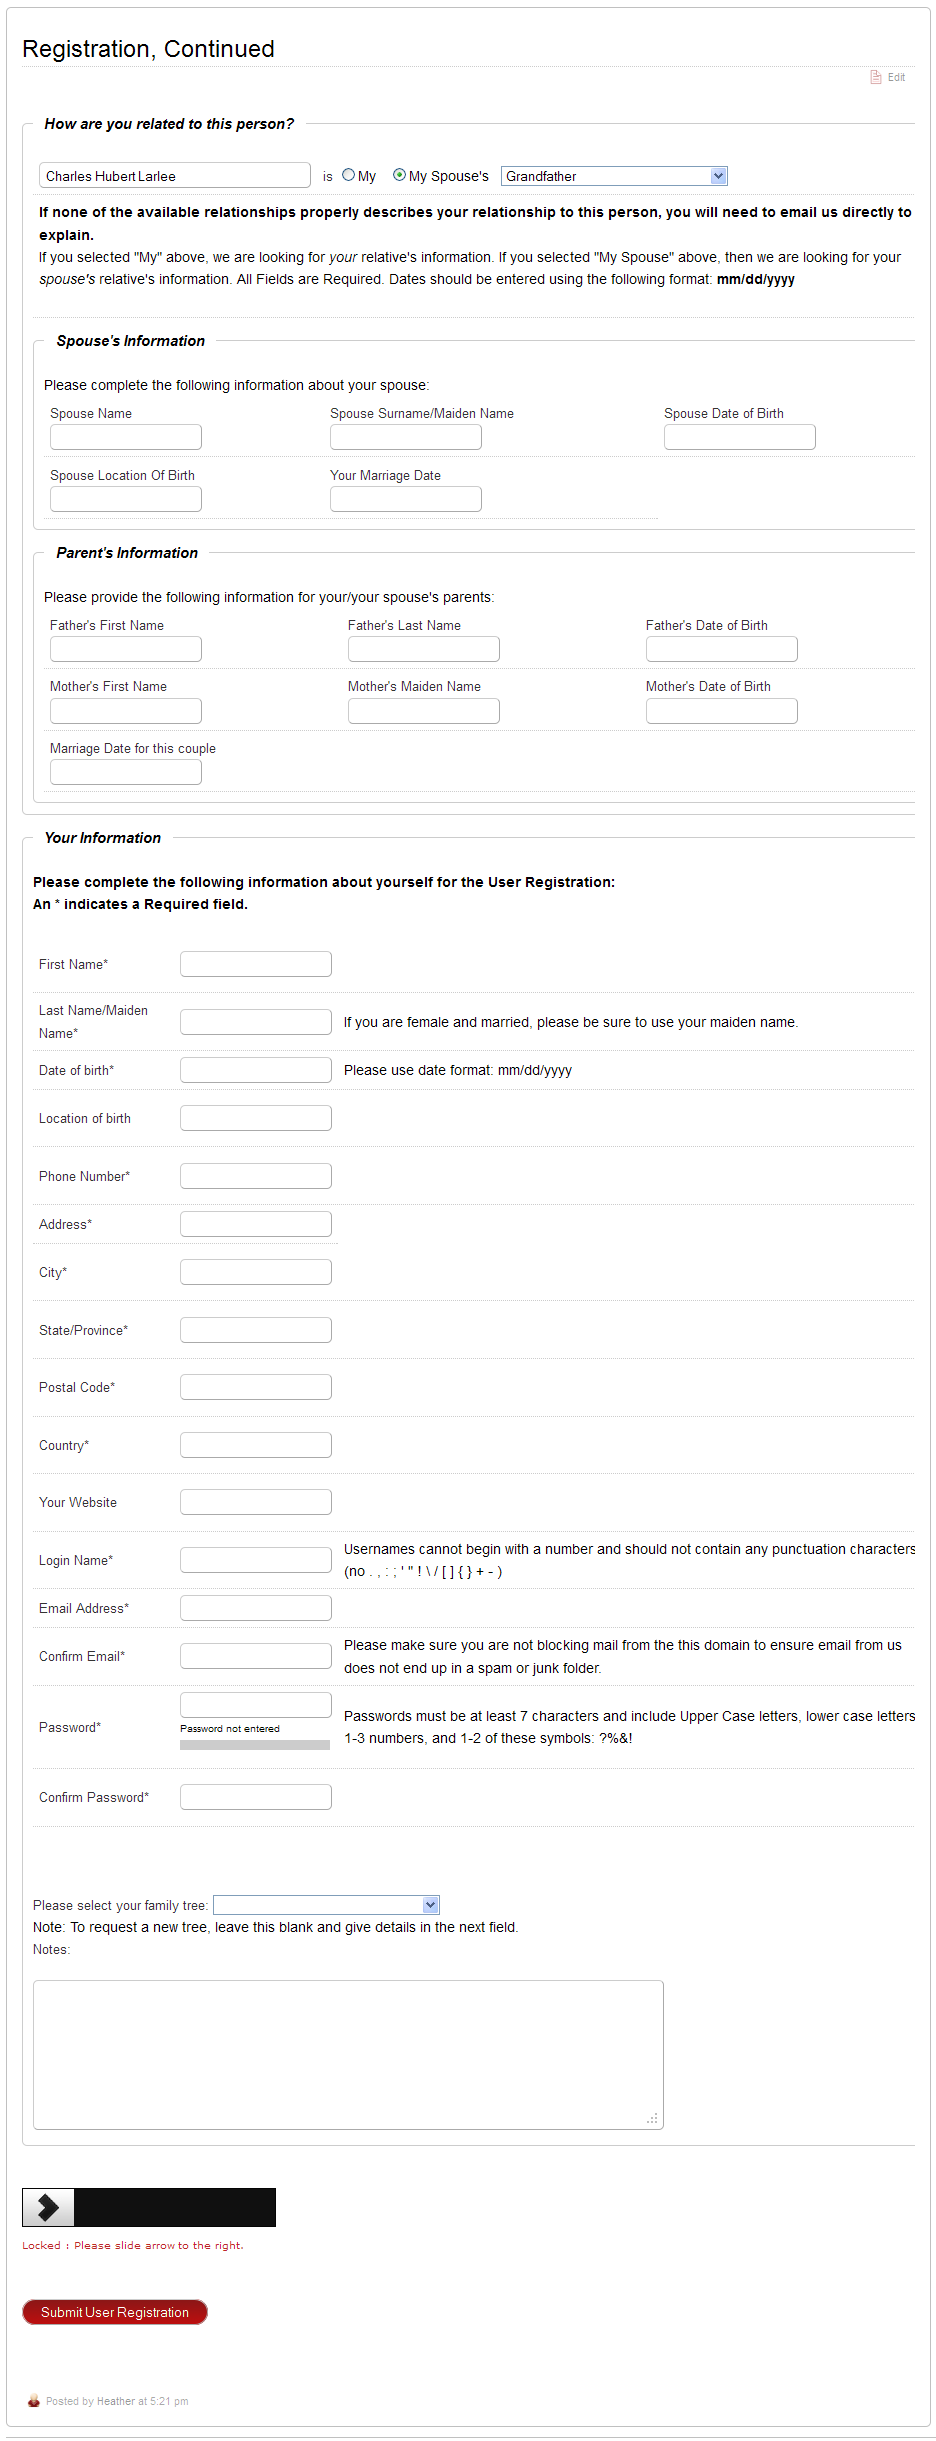 Registration, Continued
Edit
How are you related to this person?
Charles Hubert Larlee is My My Spouse's Grandfather
If none of the available relationships properly describes your relationship to this person, you will need to email us directly to
explain.
If you selected "My" above, we are looking for your relative's information. If you selected "My Spouse" above, then we are looking for your
spouse's relative's information. All Fields are Required. Dates should be entered using the following format: mm/dd/yyyy
Spouse's Information
Please complete the following information about your spouse:
Spouse Name Spouse Surname/Maiden Name Spouse Date of Birth
Spouse Location Of Birth Your Marriage Date
Parent's Information
Please provide the following information for your/your spouse's parents:
Father's First Name Father's Last Name Father's Date of Birth
Mother's First Name Mother's Maiden Name Mother's Date of Birth
Marriage Date for this couple
Your Information
Please complete the following information about yourself for the User Registration:
An * indicates a Required field.
First Name*
Last Name/Maiden
Name*
If you are female and married, please be sure to use your maiden name.
Date of birth* Please use date format: mm/dd/yyyy
Location of birth
Phone Number*
Address*
City*
State/Province*
Postal Code*
Country*
Your Website
Login Name*
Usernames cannot begin with a number and should not contain any punctuation characters
(no . , : ; ' " ! \ / [ ] { } + - )
Email Address*
Confirm Email*
Please make sure you are not blocking mail from the this domain to ensure email from us
does not end up in a spam or junk folder.
Password*
Password not entered
Passwords must be at least 7 characters and include Upper Case letters, lower case letters
1-3 numbers, and 1-2 of these symbols: ?%&!
Confirm Password*
Please select your family tree:
Note: To request a new tree, leave this blank and give details in the next field.
Notes:
Locked : Please slide arrow to the right.
Submit User Registration
Posted by Heather at 5:21 pm